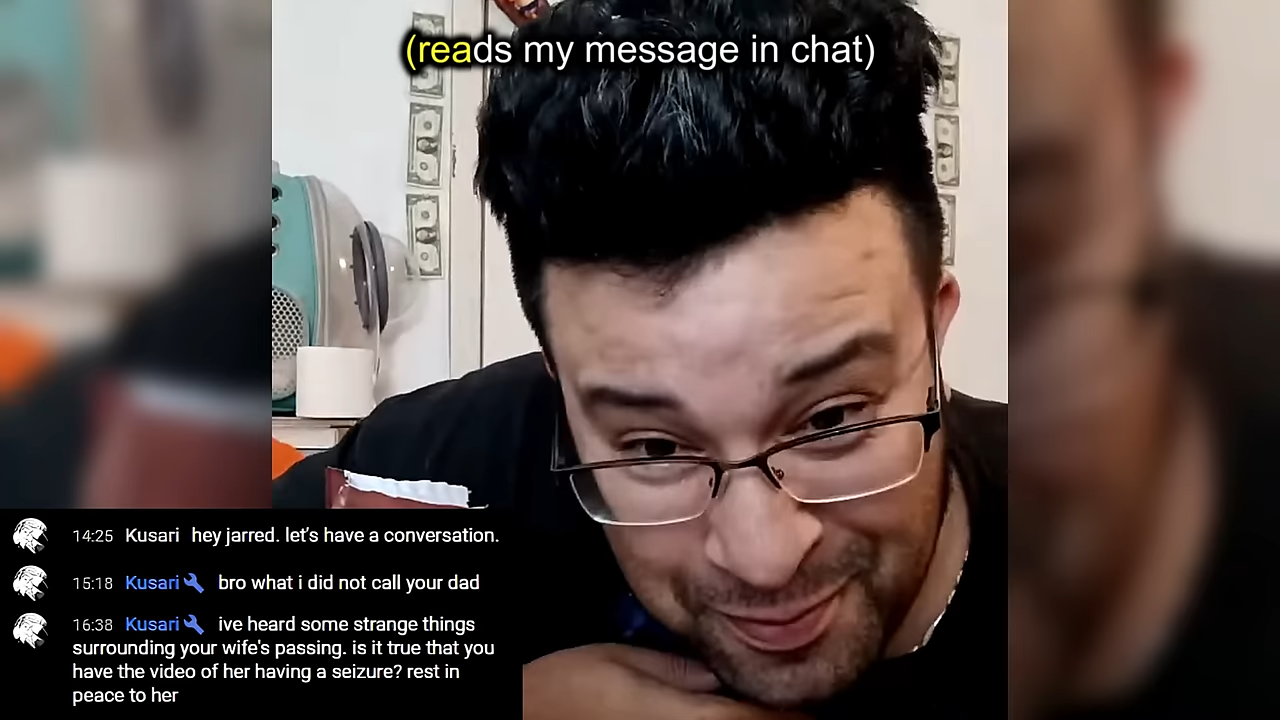 (reads my message in chat)
14:25 Kusari hey jarred. let's have a conversation.
15:18 Kusari bro what i did not call your dad
16:38 Kusari ive heard some strange things
surrounding your wife's passing. is it true that you
have the video of her having a seizure? rest in
peace to her